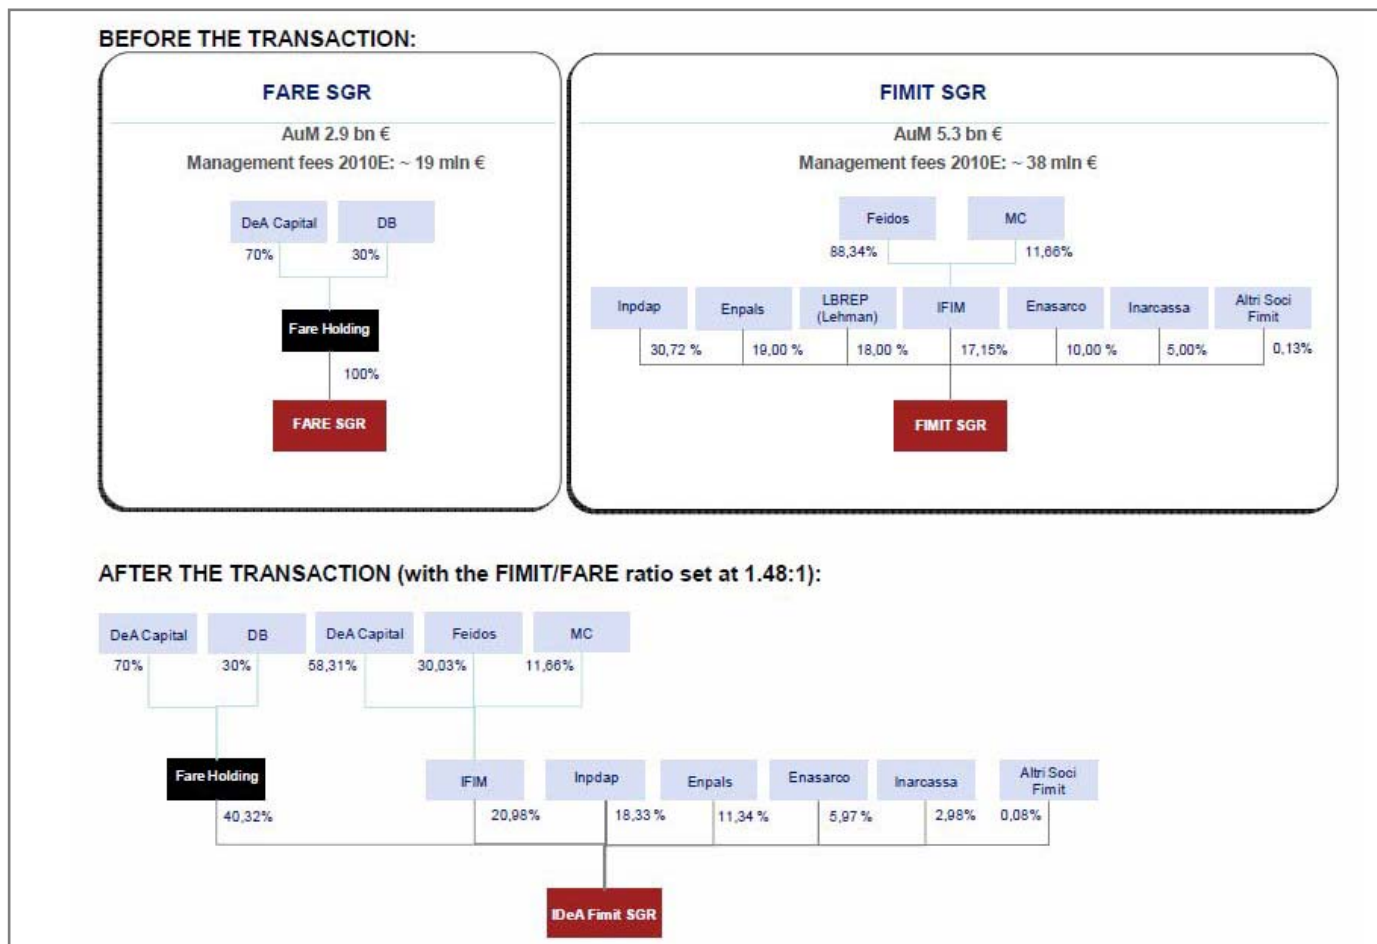 BEFORE THE TRANSACTION:
FARE SGR
AuM 2.9 bn €
Management fees 2010E: ~ 19 mln €
DeA Capital
DB
70%
30%
Fare Holding
100%
FARE SGR
FIMIT SGR
AuM 5.3 bn €
Management fees 2010E: ~ 38 mln €
Feidos
MC
88,34%
11,66%
Inpdap
Enpals
LBREP
(Lehman)
IFIM
Enasarco
Inarcassa
Altri Soci
Fimit
30,72 %
19,00 %
18,00 %
17,15%
10,00 %
5,00%
0,13%
FIMIT SGR
AFTER THE TRANSACTION (with the FIMIT/FARE ratio set at 1.48:1):
DeA Capital
DB
DeA Capital
Feidos
MC
70%
30%
58,31%
30,03%
11,66%
Fare Holding
IFIM
Inpdap
Enpals
Enasarco
Inarcassa
Altri Soci
Fimit
40,32%
20,98%
18,33 %
11,34 %
5,97 %
2,98%
0,08%
IDeA Fimit SGR